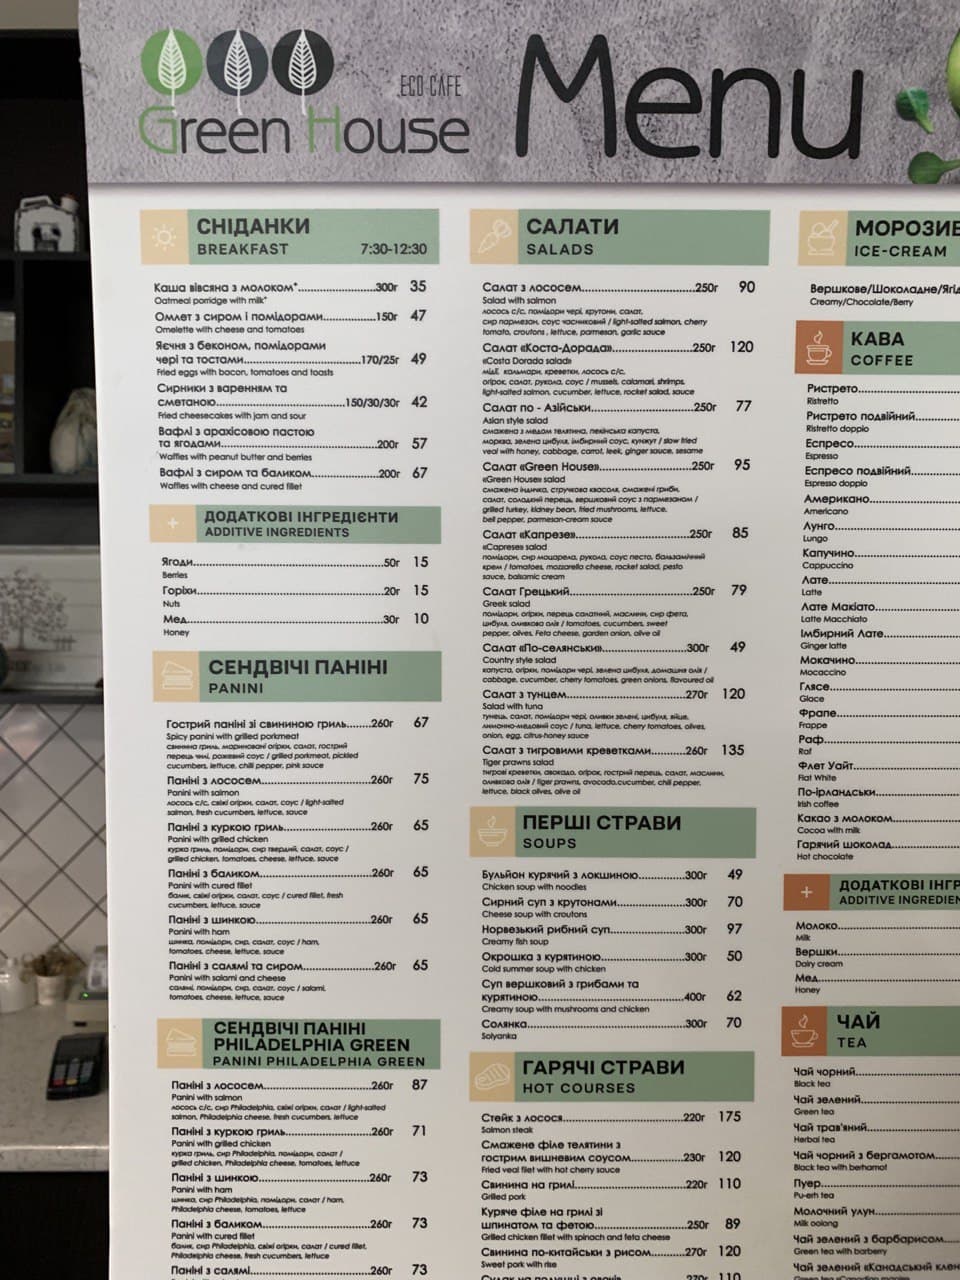 ECO CAFE
Green House
Menu
СНІДАНКИ
BREAKFAST 7:30-12:30
Каша вівсяна з молоком*....300г 35
Oatmeal porridge with milk*
Омлет з сиром і помідорами....150г 47
Omelette with cheese and tomatoes
Яєчня з беконом, помідорами
чері та тостами....170/25г 49
Fried eggs with bacon, tomatoes and toasts
Сирники з варенням та
сметаною....150/30/30г 42
Fried cheesecakes with jam and sour
Вафлі з арахісовою пастою
та ягодами....200г 57
Waffles with peanut butter and berries
Вафлі з сиром та баликом....200г 67
Waffles with cheese and cured fillet
+ ДОДАТКОВІ ІНГРЕДІЄНТИ
ADDITIVE INGREDIENTS
Ягоди....50г 15
Berries
Горіхи....20г 15
Nuts
Мед....30г 10
Honey
СЕНДВІЧІ ПАНІНІ
PANINI
Гострий паніні зі свининою гриль....260г 67
Spicy panini with grilled porkmeat
свинина гриль, мариновані огірки, салат, гострий
перець чилі, рожевий соус / grilled porkmeat, pickled
cucumbers, lettuce, chilli pepper, pink sauce
Паніні з лососем....260г 75
Panini with salmon
лосось с/с, свіжі огірки, салат, соус / light-salted
salmon, fresh cucumbers, lettuce, sauce
Паніні з куркою гриль....260г 65
Panini with grilled chicken
курка гриль, помідори, сир твердий, салат, соус /
grilled chicken, tomatoes, cheese, lettuce, sauce
Паніні з баликом....260г 65
Panini with cured fillet
балик, свіжі огірки, салат, соус / cured fillet, fresh
cucumbers, lettuce, sauce
Паніні з шинкою....260г 65
Panini with ham
шинка, помідори, сир, салат, соус / ham,
tomatoes, cheese, lettuce, sauce
Паніні з салямі та сиром....260г 65
Panini with salami and cheese
салямі, помідори, сир, салат, соус / salami,
tomatoes, cheese, lettuce, sauce
СЕНДВІЧІ ПАНІНІ
PHILADELPHIA GREEN
PANINI PHILADELPHIA GREEN
Паніні з лососем....260г 87
Panini with salmon
лосось с/с, сир Philadelphia, свіжі огірки, салат / light-salted
salmon, Philadelphia cheese, fresh cucumbers, lettuce
Паніні з куркою гриль....260г 71
Panini with grilled chicken
курка гриль, сир Philadelphia, помідори, салат /
grilled chicken, Philadelphia cheese, tomatoes, lettuce
Паніні з шинкою....260г 73
Panini with ham
шинка, сир Philadelphia, помідори, салат / ham,
Philadelphia cheese, tomatoes, lettuce
Паніні з баликом....260г 73
Panini with cured fillet
балик, сир Philadelphia, свіжі огірки, салат / cured fillet,
Philadelphia cheese, fresh cucumbers, lettuce
Паніні з салямі....260г 73
САЛАТИ
SALADS
Салат з лососем....250г 90
Salad with salmon
лосось с/с, помідори чері, крутони, салат,
сир пармезан, соус часниковий / light-salted salmon, cherry
tomato, croutons, lettuce, parmesan, garlic sauce
Салат «Коста-Дорада»....250г 120
«Costa Dorada salad»
мідЕ кальмари, креветки, лосось с/с,
огірок, салат, рукола, соус / mussels, calamari, shrimps,
light-salted salmon, cucumber, lettuce, rocket salad, sauce
Салат по - Азійськи....250г 77
Asian style salad
смажена з медом телятина, пекінська капуста,
морква, зелена цибуля, імбирний соус, кунжут / slow fried
veal with honey, cabbage, carrot, leek, ginger sauce, sesame
Салат «Green House»....250г 95
«Green House» salad
смажена індичка, стручкова квасоля, смажені гриби,
салат, солодкий перець, вершковий соус з пармезаном /
grilled turkey, kidney bean, fried mushrooms, lettuce,
bell pepper, parmesan-cream sauce
Салат «Капрезе»....250г 85
«Caprese» salad
помідори, сир моцарела, рукола, соус песто, бальзамічний
крем / tomatoes, mozzarella cheese, rocket salad, pesto
sauce, balsamic cream
Салат Грецький....250г 79
Greek salad
помідори, огірки, перець салатний, маслини, сир фета,
цибуля, оливкова олія / tomatoes, cucumbers, sweet
pepper, olives, Feta cheese, garden onion, olive oil
Салат «По-селянськи»....300г 49
Country style salad
капуста, огірки, помідори чері, зелена цибуля, домашня олія /
cabbage, cucumber, cherry tomatoes, green onions, flavoured oil
Салат з тунцем....270г 120
Salad with tuna
тунець, салат, помідори чері, оливки зелені, цибуля, яйце,
лимонно-медовий соус / tuna, lettuce, cherry tomatoes, olives,
onion, egg, citrus-honey sauce
Салат з тигровими креветками....260г 135
Tiger prawns salad
тигрові креветки, авокадо, огірок, гострий перець, салат, маслини,
оливкова олія / tiger prawns, avocado,cucumber, chili pepper,
lettuce, black olives, olive oil
ПЕРШІ СТРАВИ
SOUPS
Бульйон курячий з локшиною....300г 49
Chicken soup with noodles
Сирний суп з крутонами....300г 70
Cheese soup with croutons
Норвезький рибний суп....300г 97
Creamy fish soup
Окрошка з курятиною....300г 50
Cold summer soup with chicken
Суп вершковий з грибами та
курятиною....400г 62
Creamy soup with mushrooms and chicken
Солянка....300г 70
Solyanka
ГАРЯЧІ СТРАВИ
HOT COURSES
Стейк з лосося....220г 175
Salmon steak
Смажене філе телятини з
гострим вишневим соусом....230г 120
Fried veal filet with hot cherry sauce
Свинина на грилі....220г 110
Grilled pork
Куряче філе на грилі зі
шпинатом та фетою....250г 89
Grilled chicken fillet with spinach and feta cheese
Свинина по-китайськи з рисом....270г 120
Sweet pork with rise
270г 110
МОРОЗИВ
ICE-CREAM
Вершкове/Шоколадне/Ягід
Creamy/Chocolate/Berry
КАВА
COFFEE
Ристрето....
Ristretto
Ристрето подвійний....
Ristretto doppio
Еспресо....
Espresso
Еспресо подвійний....
Espresso doppio
Американо....
Americano
Лунго....
Lungo
Капучино....
Cappuccino
Лате....
Latte
Лате Макіато....
Latte Macchiato
Імбирний Лате....
Ginger latte
Мокачино....
Mocaccino
Глясе....
Glace
Фрапе....
Frappe
Раф....
Raf
Флет Уайт....
Flat White
По-ірландськи....
Irish coffee
Какао з молоком....
Cocoa with milk
Гарячий шоколад....
Hot chocolate
+ ДОДАТКОВІ ІНГР
ADDITIVE INGREDIEN
Молоко....
Milk
Вершки....
Dairy cream
Мед....
Honey
ЧАЙ
TEA
Чай чорний....
Black tea
Чай зелений....
Green tea
Чай трав'яний....
Herbal tea
Чай чорний з бергамотом....
Black tea with berhamot
Пуер....
Pu-erh tea
Молочний улун....
Milk oolong
Чай зелений з барбарисом....
Green tea with barberry
Чай зелений «Канадський клен